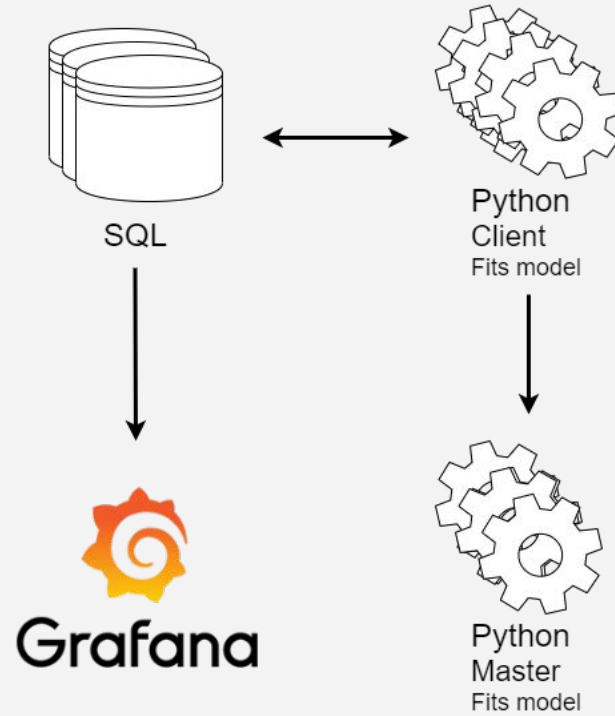 SQL
Python
Client
Fits model
Grafana
Python
Master
Fits model